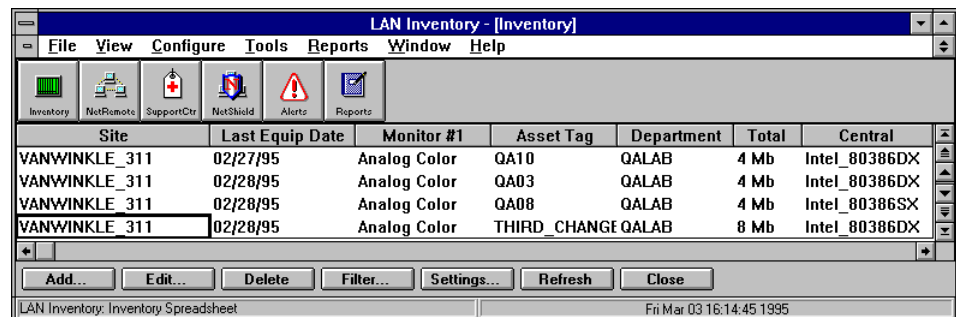 LAN Inventory - [Inventory]
File View Configure Tools Reports Window Help
Inventory NetRemote SupportCtr NetShield Alerts Reports
Site Last Equip Date Monitor #1 Asset Tag Department Total Central
VANWINKLE_311 02/27/95 Analog Color QA10 QALAB 4 Mb Intel_80386DX
VANWINKLE_311 02/28/95 Analog Color QA03 QALAB 4 Mb Intel_80386DX
VANWINKLE_311 02/28/95 Analog Color QA08 QALAB 4 Mb Intel_80386SX
VANWINKLE_311 02/28/95 Analog Color THIRD_CHANGE QALAB 8 Mb Intel_80386DX
Add... Edit... Delete Filter... Settings... Refresh Close
LAN Inventory: Inventory Spreadsheet Fri Mar 03 16:14:45 1995